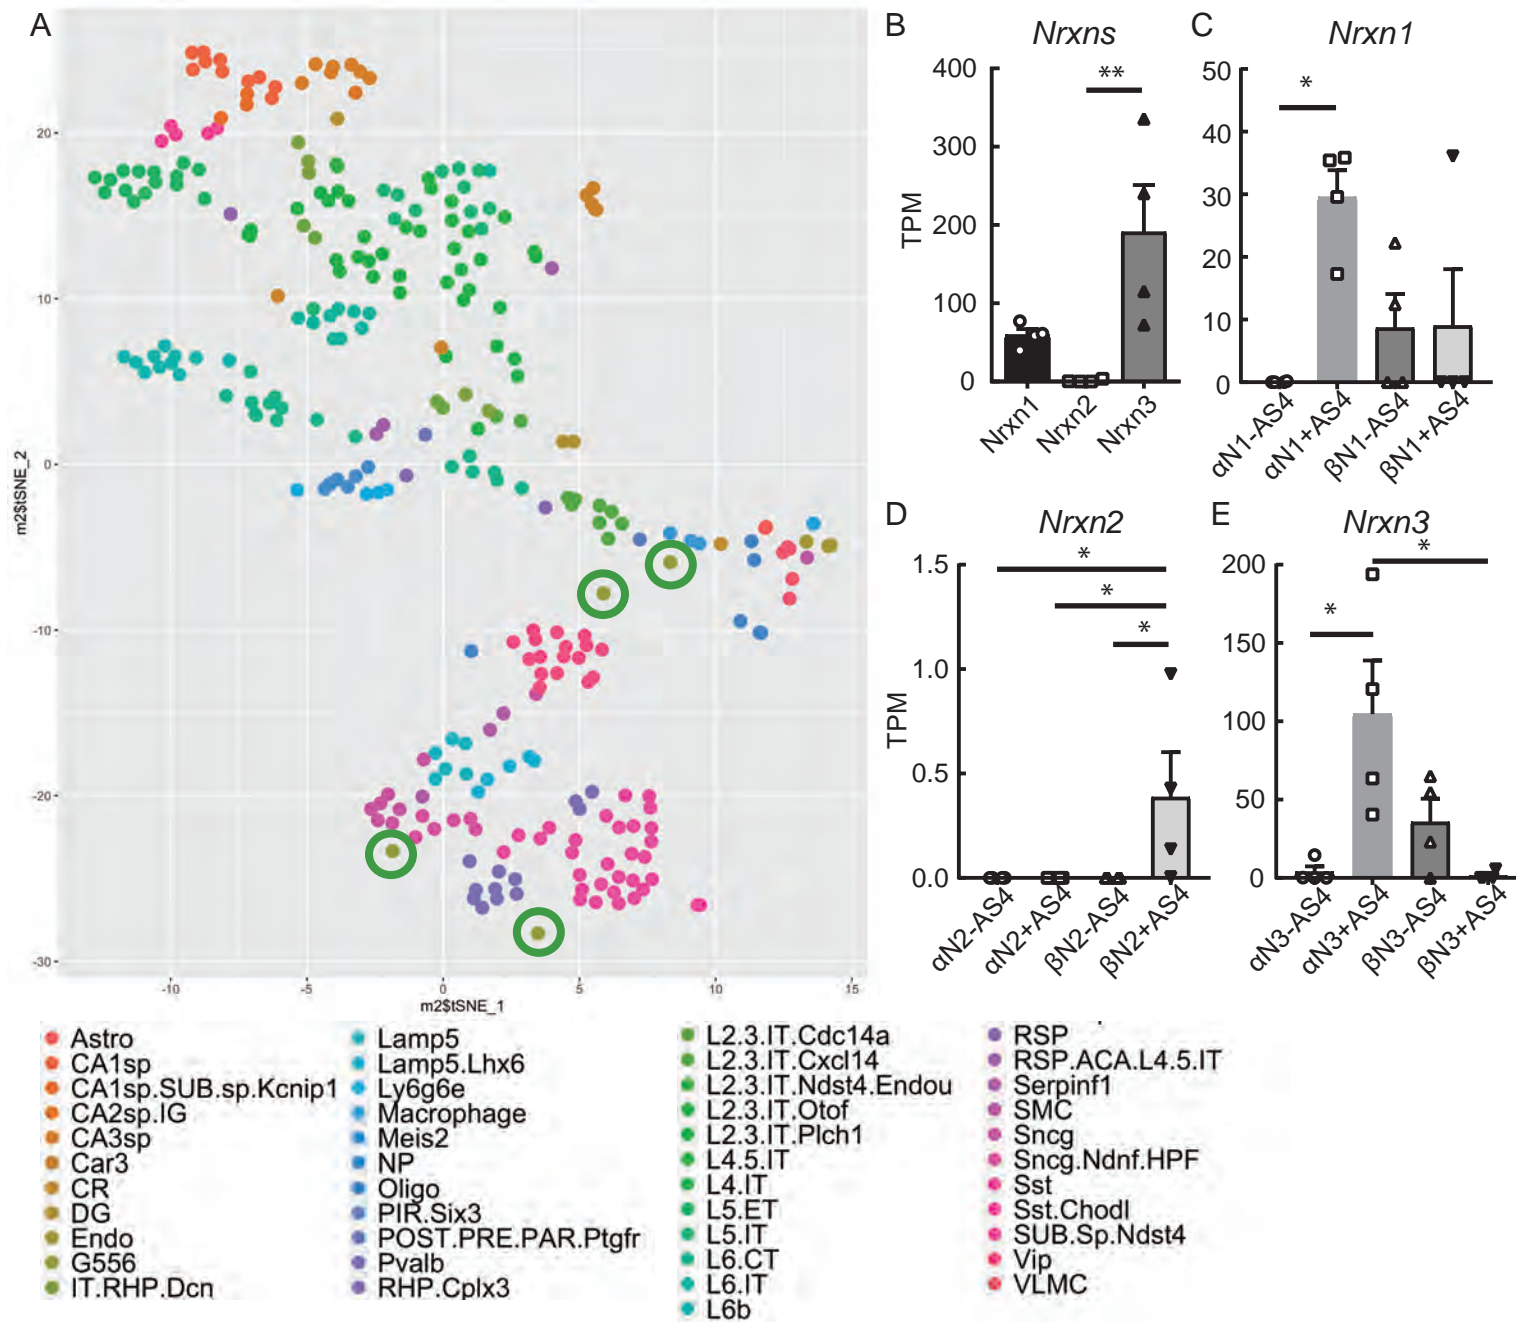 A
20
10
0
-10
-20
-30
-10
-5
0
5
10
15
m2$tSNE_2
m2$tSNE_1
B
Nrxns
TPM
400
300
200
100
0
**
Nrxn1
Nrxn2
Nrxn3
C
Nrxn1
50
40
30
20
10
0
*
αN1-AS4
αN1+AS4
βN1-AS4
βN1+AS4
D
Nrxn2
TPM
1.5
1.0
0.5
0.0
*
*
*
αN2-AS4
αN2+AS4
βN2-AS4
βN2+AS4
E
Nrxn3
200
150
100
50
0
*
*
αN3-AS4
αN3+AS4
βN3-AS4
βN3+AS4
Astro
CA1sp
CA1sp.SUB.sp.Kcnip1
CA2sp.IG
CA3sp
Car3
CR
DG
Endo
G556
IT.RHP.Dcn
Lamp5
Lamp5.Lhx6
Ly6g6e
Macrophage
Meis2
NP
Oligo
PIR.Six3
POST.PRE.PAR.Ptgfr
Pvalb
RHP.Cplx3
L2.3.IT.Cdc14a
L2.3.IT.Cxcl14
L2.3.IT.Ndst4.Endou
L2.3.IT.Otof
L2.3.IT.Plch1
L4.5.IT
L4.IT
L5.ET
L5.IT
L6.CT
L6.IT
L6b
RSP
RSP.ACA.L4.5.IT
Serpinf1
SMC
Sncg
Sncg.Ndnf.HPF
Sst
Sst.Chodl
SUB.Sp.Ndst4
Vip
VLMC